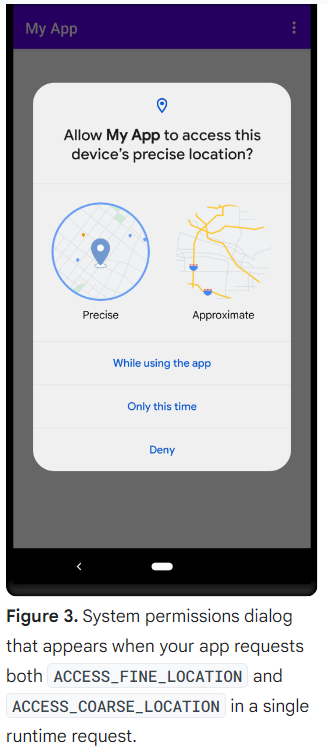 My App
Allow My App to access this
device's precise location?
Precise
Approximate
While using the app
Only this time
Deny
Figure 3. System permissions dialog
that appears when your app requests
both ACCESS_FINE_LOCATION and
ACCESS_COARSE_LOCATION in a single
runtime request.